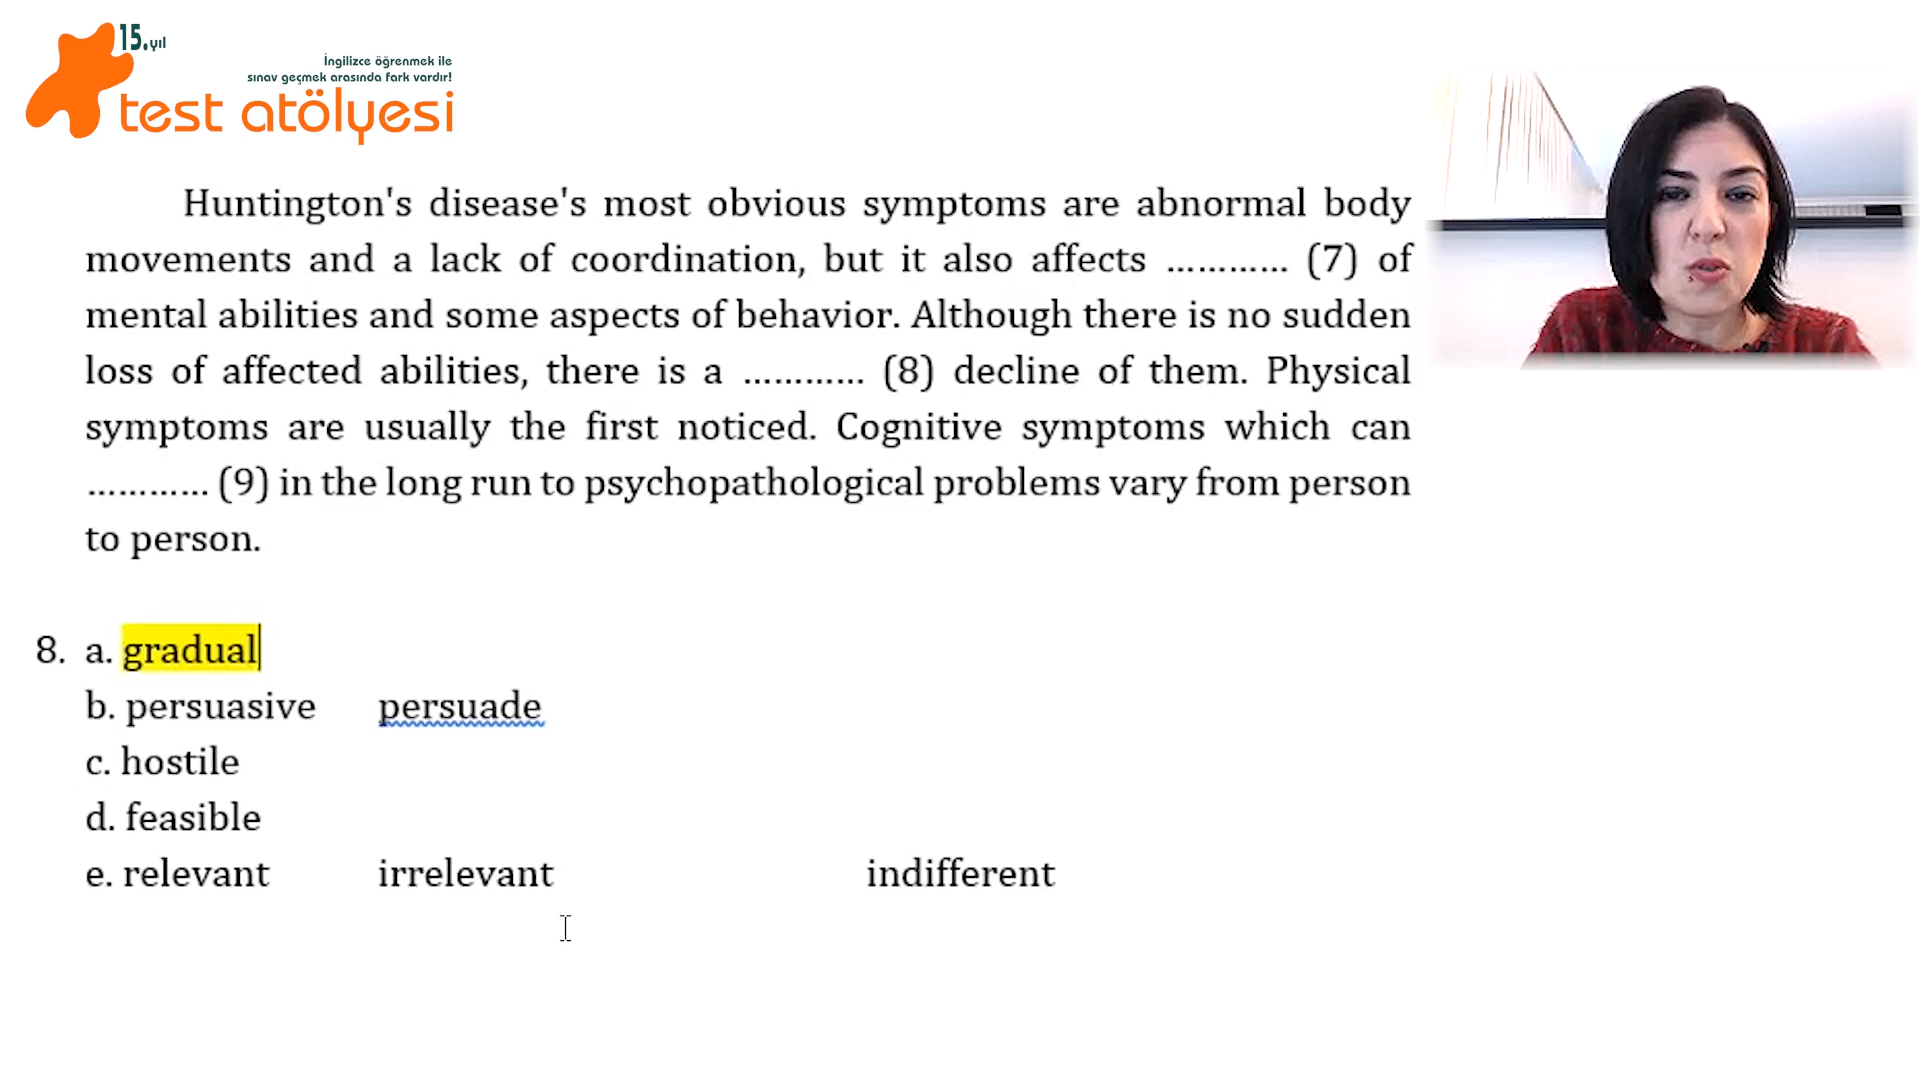 15.yıl
İngilizce öğrenmek ile
sınav geçmek arasında fark vardır!
test atölyesi
Huntington's disease's most obvious symptoms are abnormal body
movements and a lack of coordination, but it also affects ............ (7) of
mental abilities and some aspects of behavior. Although there is no sudden
loss of affected abilities, there is a ............ (8) decline of them. Physical
symptoms are usually the first noticed. Cognitive symptoms which can
............ (9) in the long run to psychopathological problems vary from person
to person.
8. a. gradual
b. persuasive persuade
c. hostile
d. feasible
e. relevant irrelevant indifferent